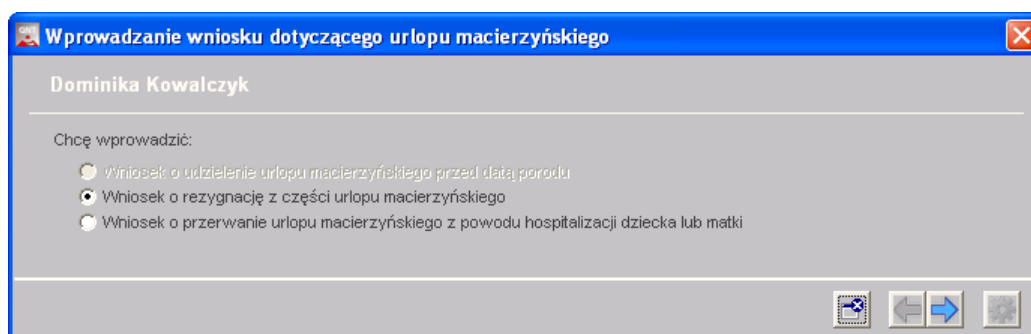 QNT
Wprowadzanie wniosku dotyczącego urlopu macierzyńskiego
Dominika Kowalczyk
Chcę wprowadzić:
Wniosek o udzielenie urlopu macierzyńskiego przed datą porodu
Wniosek o rezygnację z części urlopu macierzyńskiego
Wniosek o przerwanie urlopu macierzyńskiego z powodu hospitalizacji dziecka lub matki